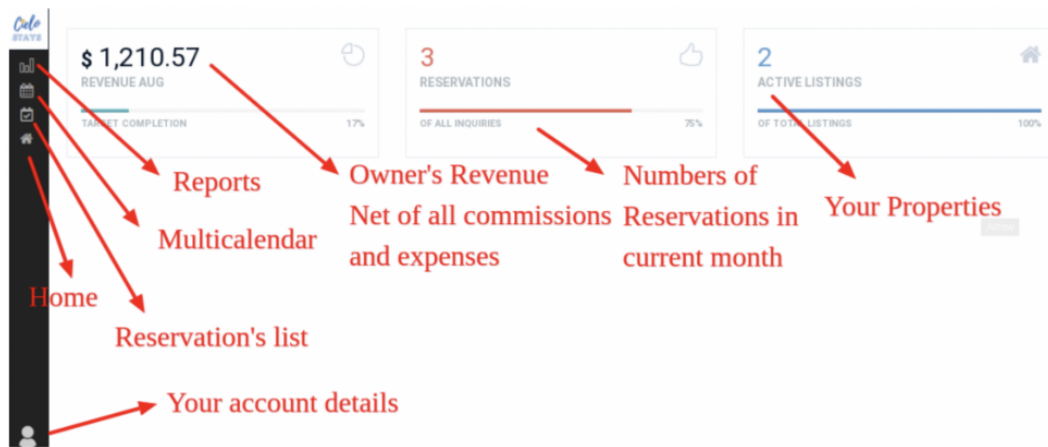 Cielo
STAYS
$ 1,210.57
REVENUE AUG
TARGET COMPLETION 17%
3
RESERVATIONS
OF ALL INQUIRIES 75%
2
ACTIVE LISTINGS
OF TOTAL LISTINGS 100%
Reports
Owner's Revenue
Net of all commissions
and expenses
Numbers of
Reservations in
current month
Your Properties
Multicalendar
Home
Reservation's list
Your account details